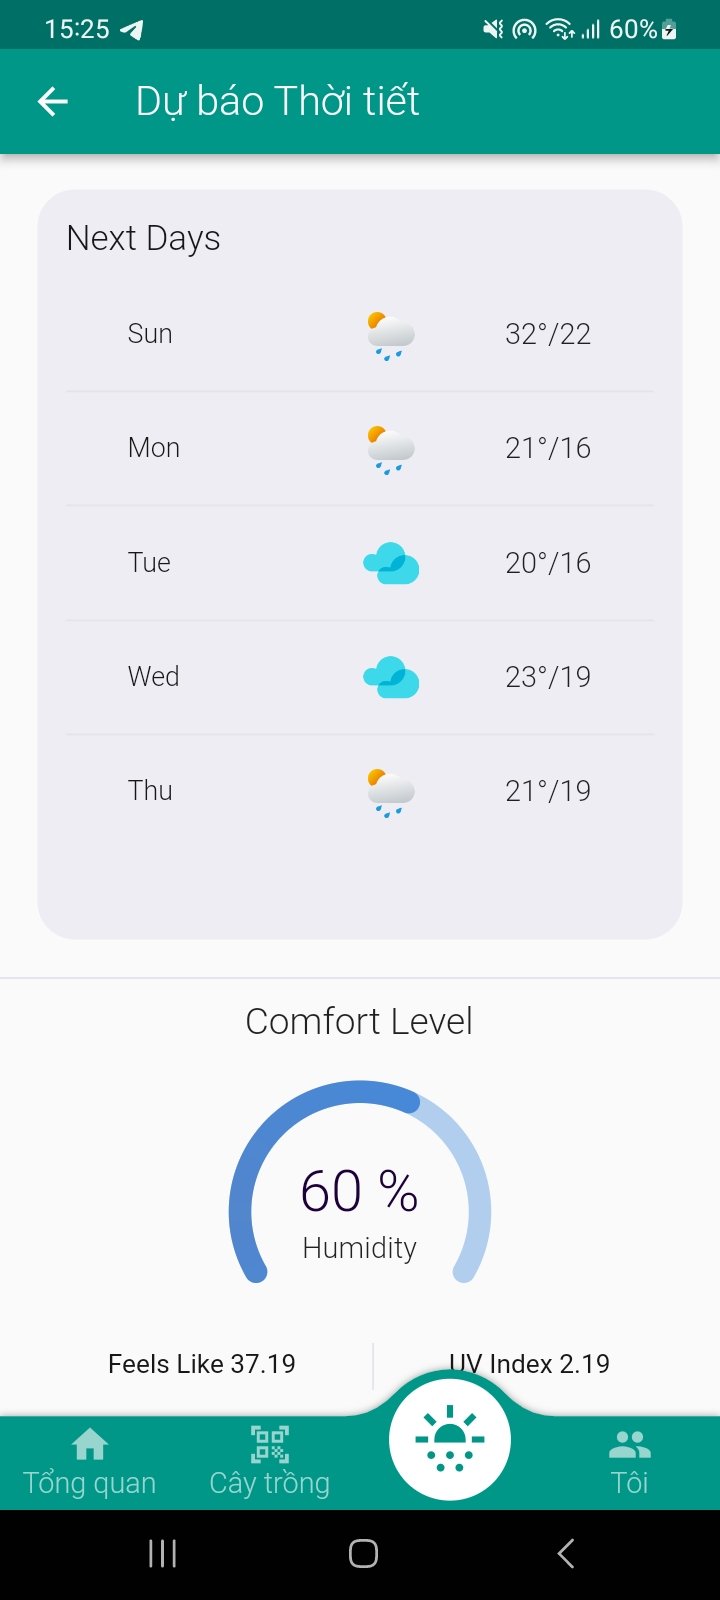 15:25
60%
Dự báo Thời tiết
Next Days
Sun 32°/22
Mon 21°/16
Tue 20°/16
Wed 23°/19
Thu 21°/19
Comfort Level
60 %
Humidity
Feels Like 37.19
UV Index 2.19
Tổng quan
Cây trồng
Tôi